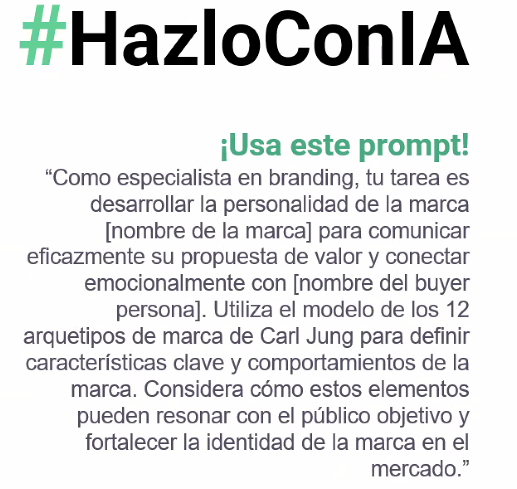 #HazloConIA
¡Usa este prompt!
“Como especialista en branding, tu tarea es
desarrollar la personalidad de la marca
[nombre de la marca] para comunicar
eficazmente su propuesta de valor y conectar
emocionalmente con [nombre del buyer
persona]. Utiliza el modelo de los 12
arquetipos de marca de Carl Jung para definir
características clave y comportamientos de la
marca. Considera cómo estos elementos
pueden resonar con el público objetivo y
fortalecer la identidad de la marca en el
mercado.”